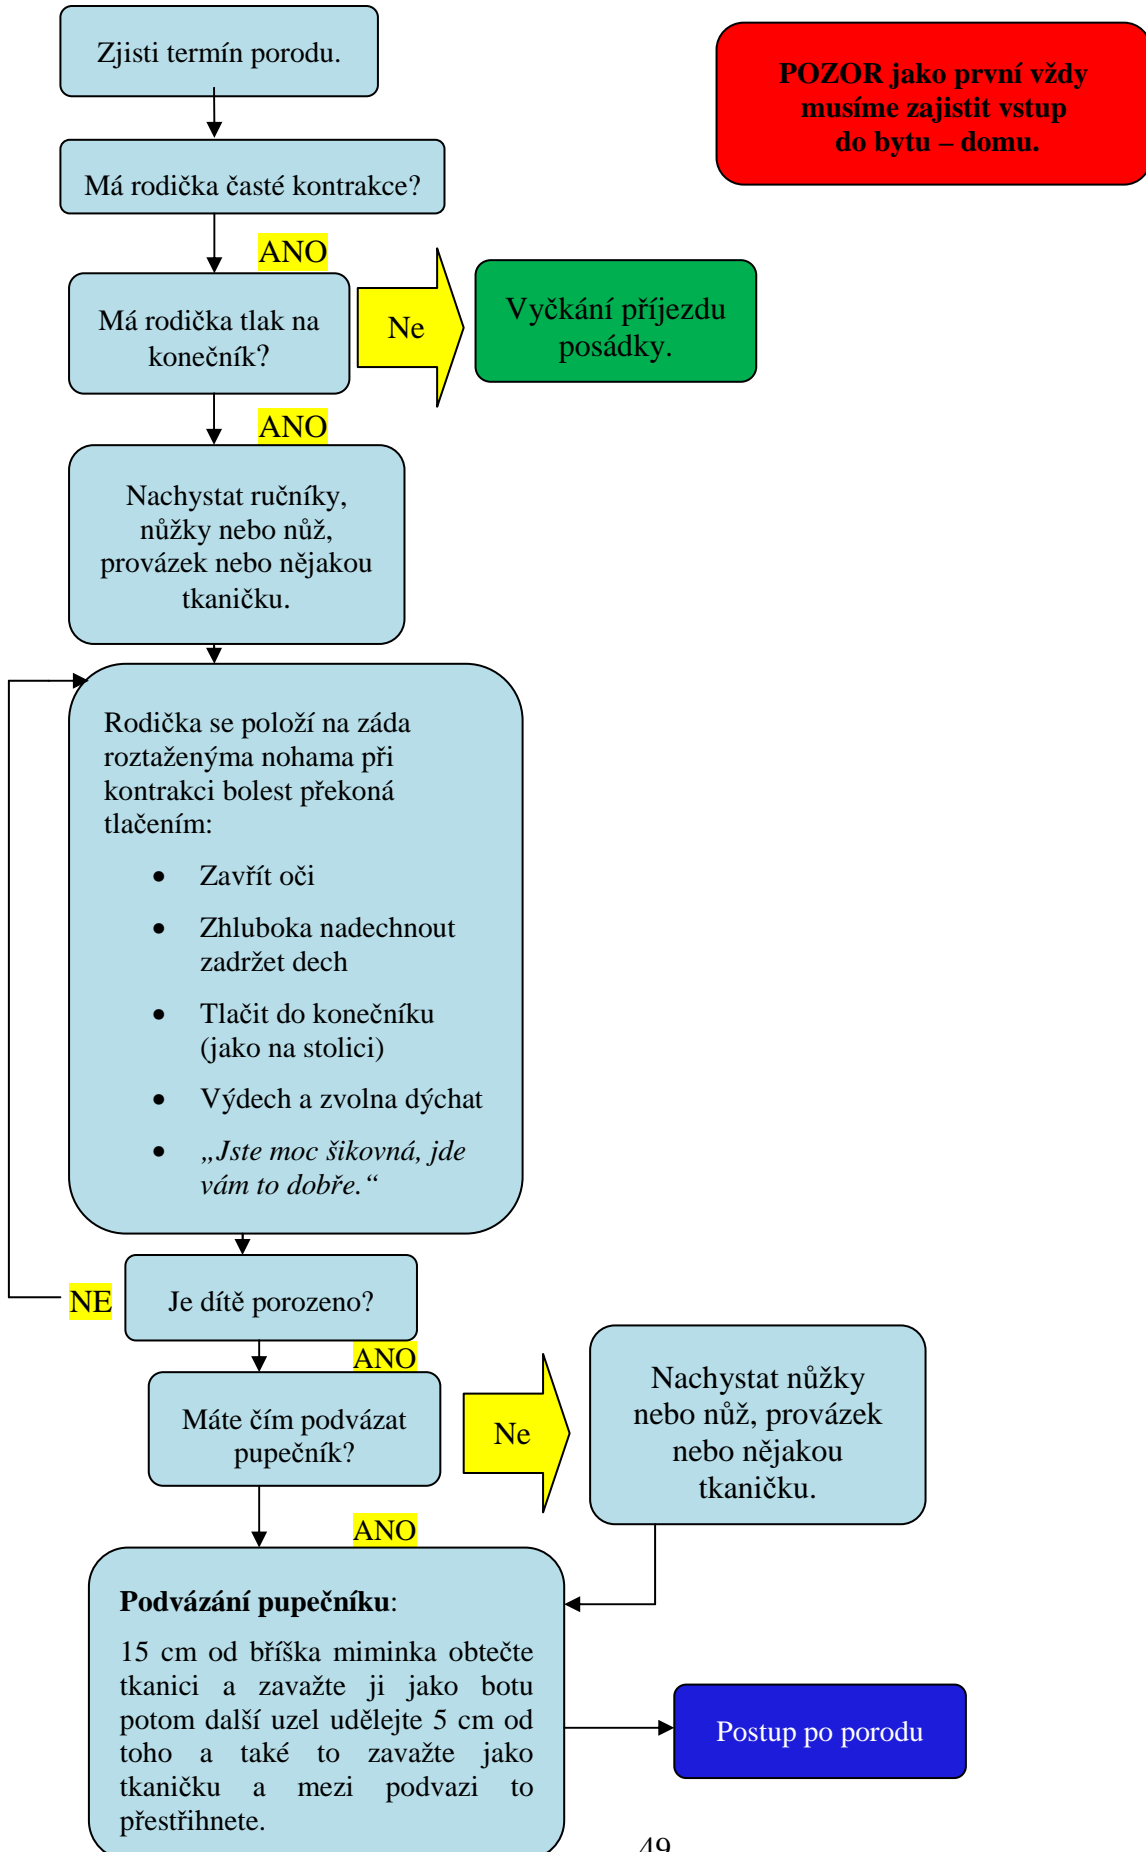 Zjisti termín porodu.
POZOR jako první vždy
musíme zajistit vstup
do bytu – domu.
Má rodička časté kontrakce?
ANO
Má rodička tlak na
konečník?
Ne
Vyčkání příjezdu
posádky.
ANO
Nachystat ručníky,
nůžky nebo nůž,
provázek nebo nějakou
tkaničku.
Rodička se položí na záda
roztaženýma nohama při
kontrakci bolest překoná
tlačením:
• Zavřít oči
• Zhluboka nadechnout
zadržet dech
• Tlačit do konečníku
(jako na stolici)
• Výdech a zvolna dýchat
• „Jste moc šikovná, jde
vám to dobře.“
NE
Je dítě porozeno?
ANO
Máte čím podvázat
pupečník?
Ne
Nachystat nůžky
nebo nůž, provázek
nebo nějakou
tkaničku.
ANO
Podvázání pupečníku:
15 cm od bříška miminka obtečte
tkanici a zavažte ji jako botu
potom další uzel udělejte 5 cm od
toho a také to zavažte jako
tkaničku a mezi podvazi to
přestřihnete.
Postup po porodu
49